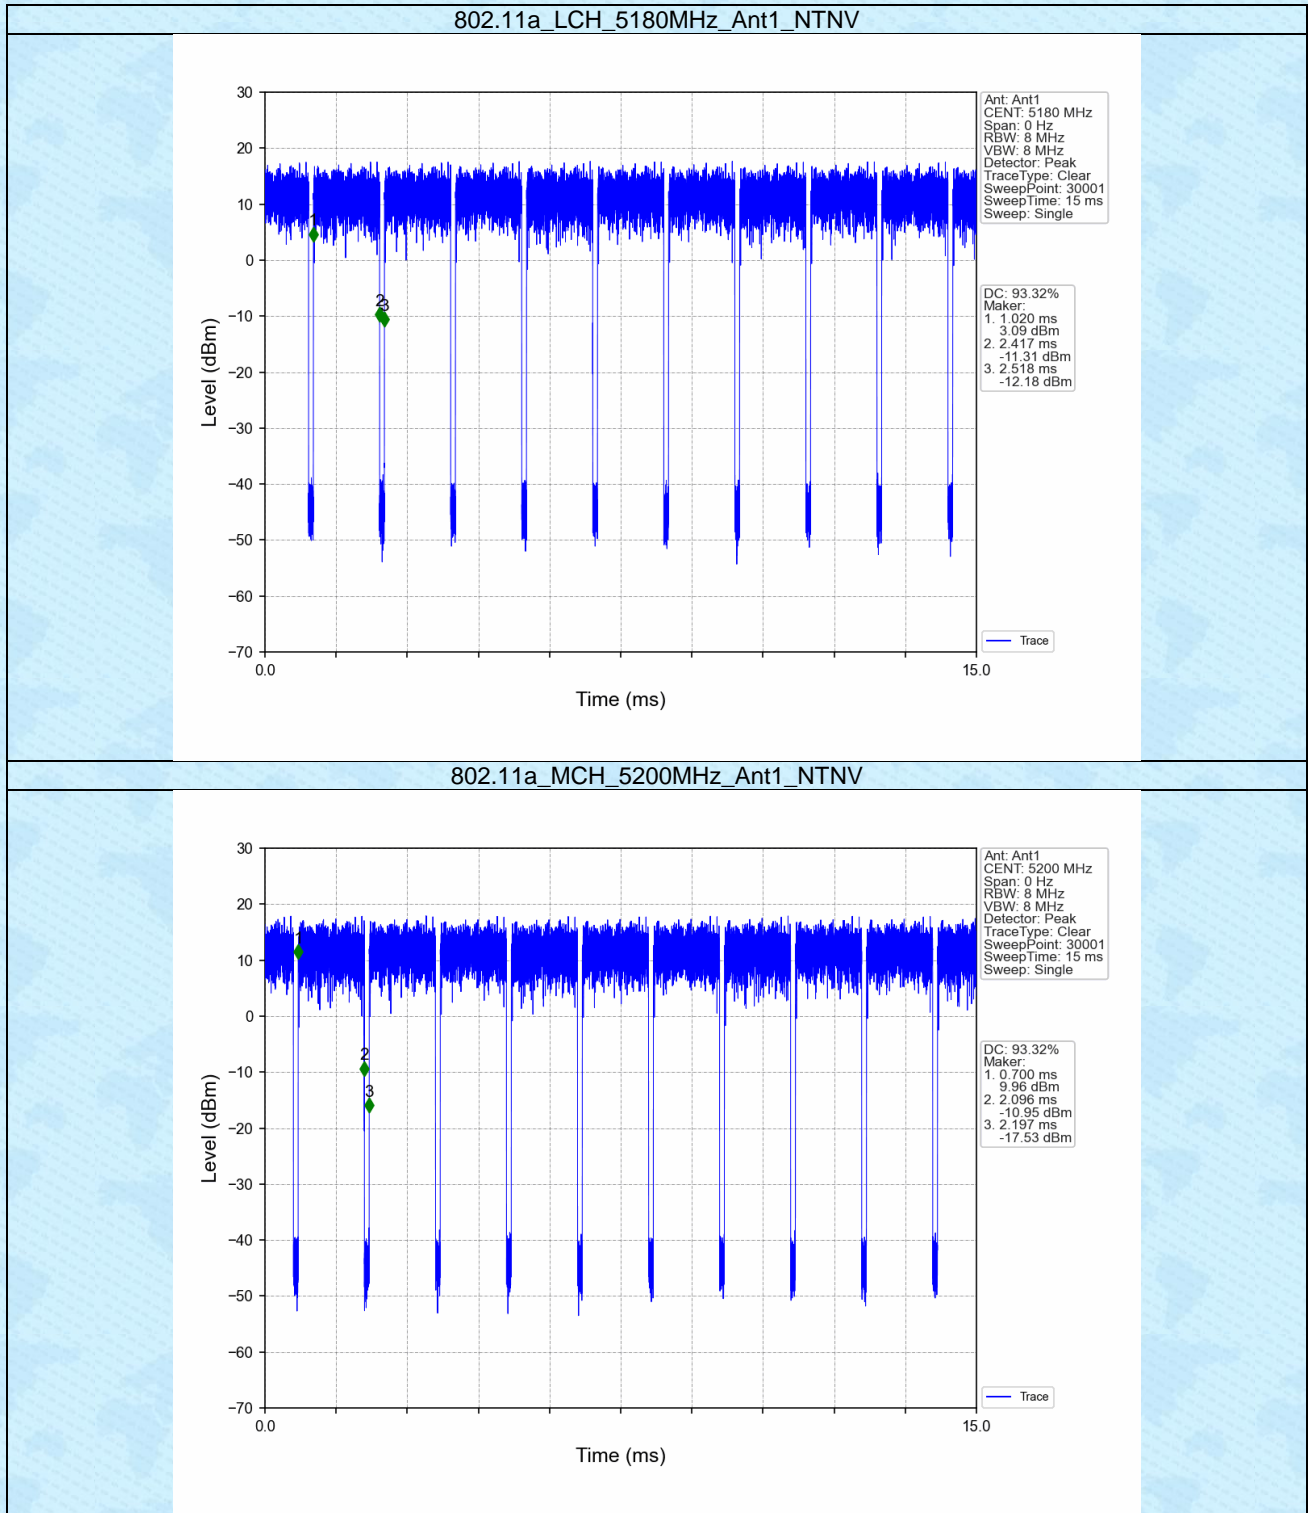 802.11a_LCH_5180MHz_Ant1_NTNV
30
20
10
0
−10
−20
−30
−40
−50
−60
−70
Level (dBm)
1
2
3
0.0
15.0
Time (ms)
Ant: Ant1
CENT: 5180 MHz
Span: 0 Hz
RBW: 8 MHz
VBW: 8 MHz
Detector: Peak
TraceType: Clear
SweepPoint: 30001
SweepTime: 15 ms
Sweep: Single
DC: 93.32%
Maker:
1. 1.020 ms
3.09 dBm
2. 2.417 ms
-11.31 dBm
3. 2.518 ms
-12.18 dBm
Trace
802.11a_MCH_5200MHz_Ant1_NTNV
30
20
10
0
−10
−20
−30
−40
−50
−60
−70
Level (dBm)
1
2
3
0.0
15.0
Time (ms)
Ant: Ant1
CENT: 5200 MHz
Span: 0 Hz
RBW: 8 MHz
VBW: 8 MHz
Detector: Peak
TraceType: Clear
SweepPoint: 30001
SweepTime: 15 ms
Sweep: Single
DC: 93.32%
Maker:
1. 0.700 ms
9.96 dBm
2. 2.096 ms
-10.95 dBm
3. 2.197 ms
-17.53 dBm
Trace